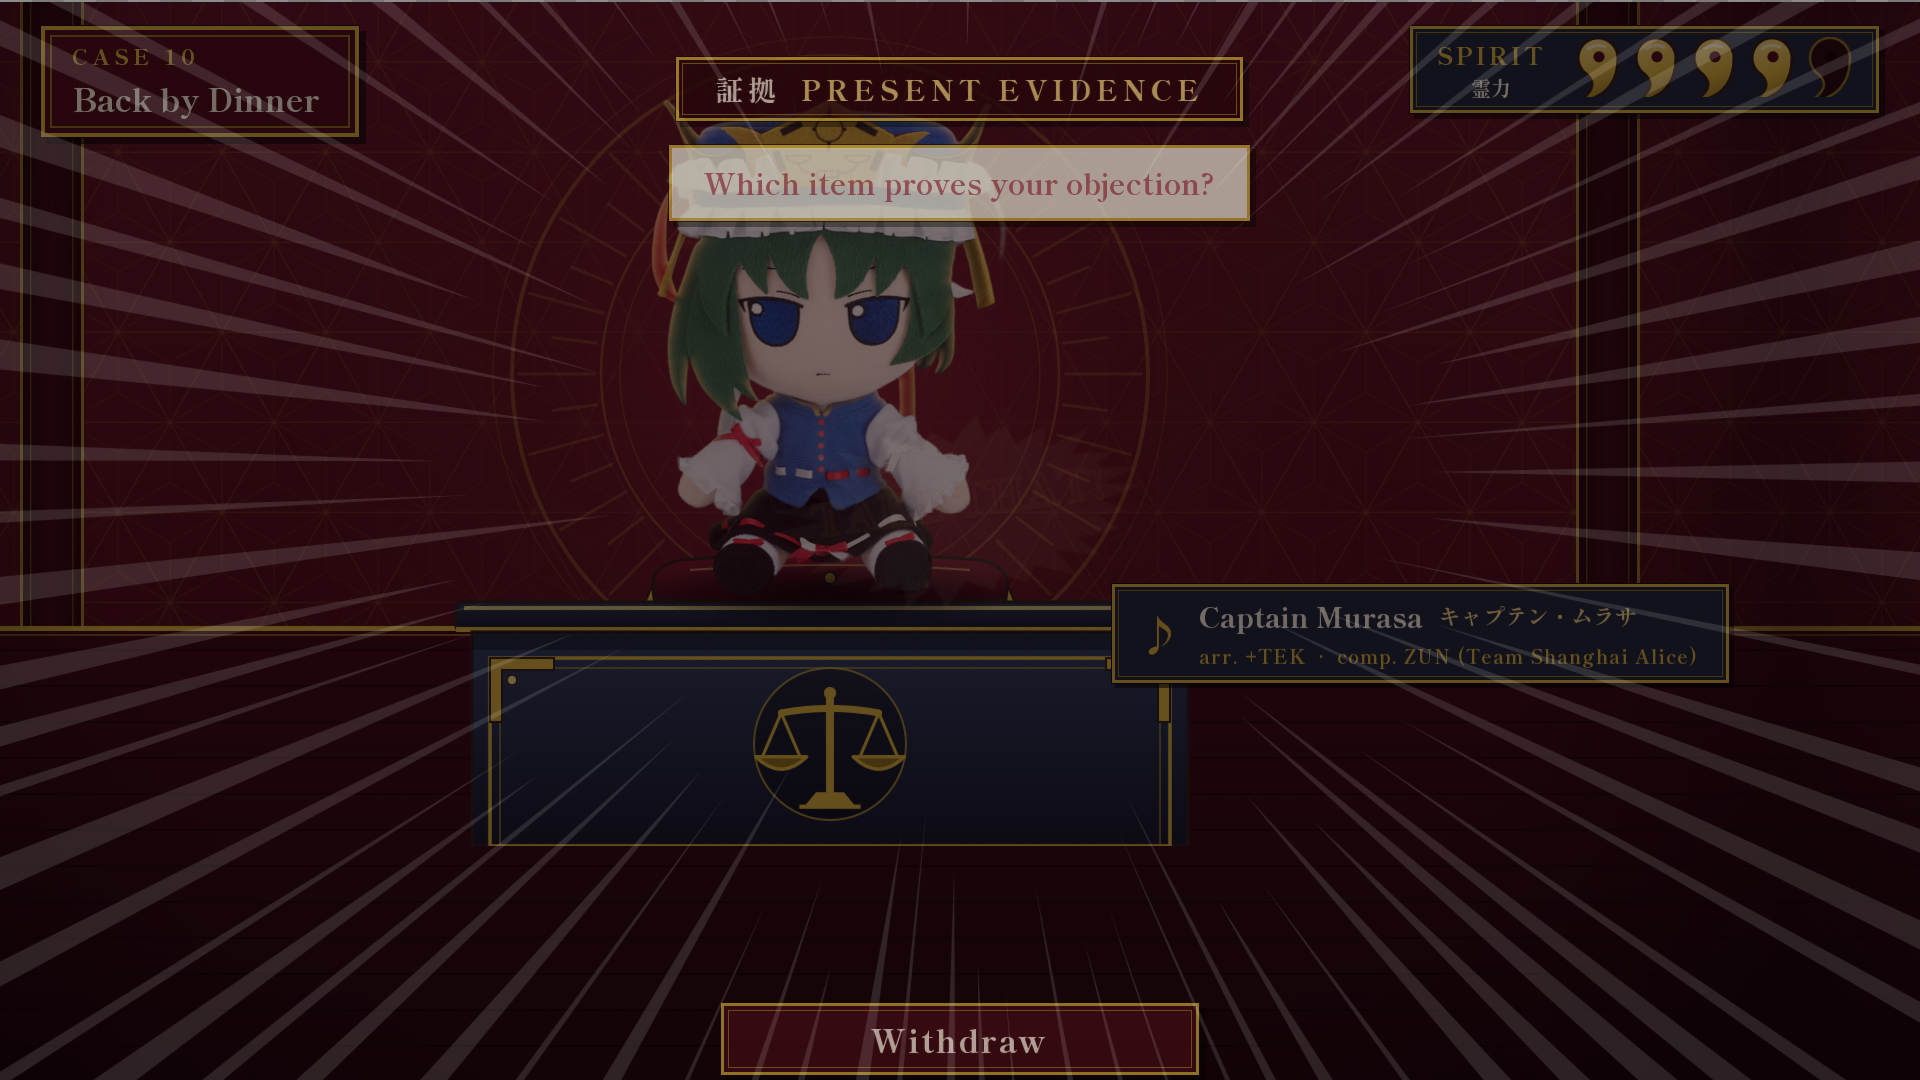 CASE 10
Back by Dinner
証拠 PRESENT EVIDENCE
Which item proves your objection?
SPIRIT
霊力
Captain Murasa キャプテン・ムラサ
arr. +TEK · comp. ZUN (Team Shanghai Alice)
Withdraw